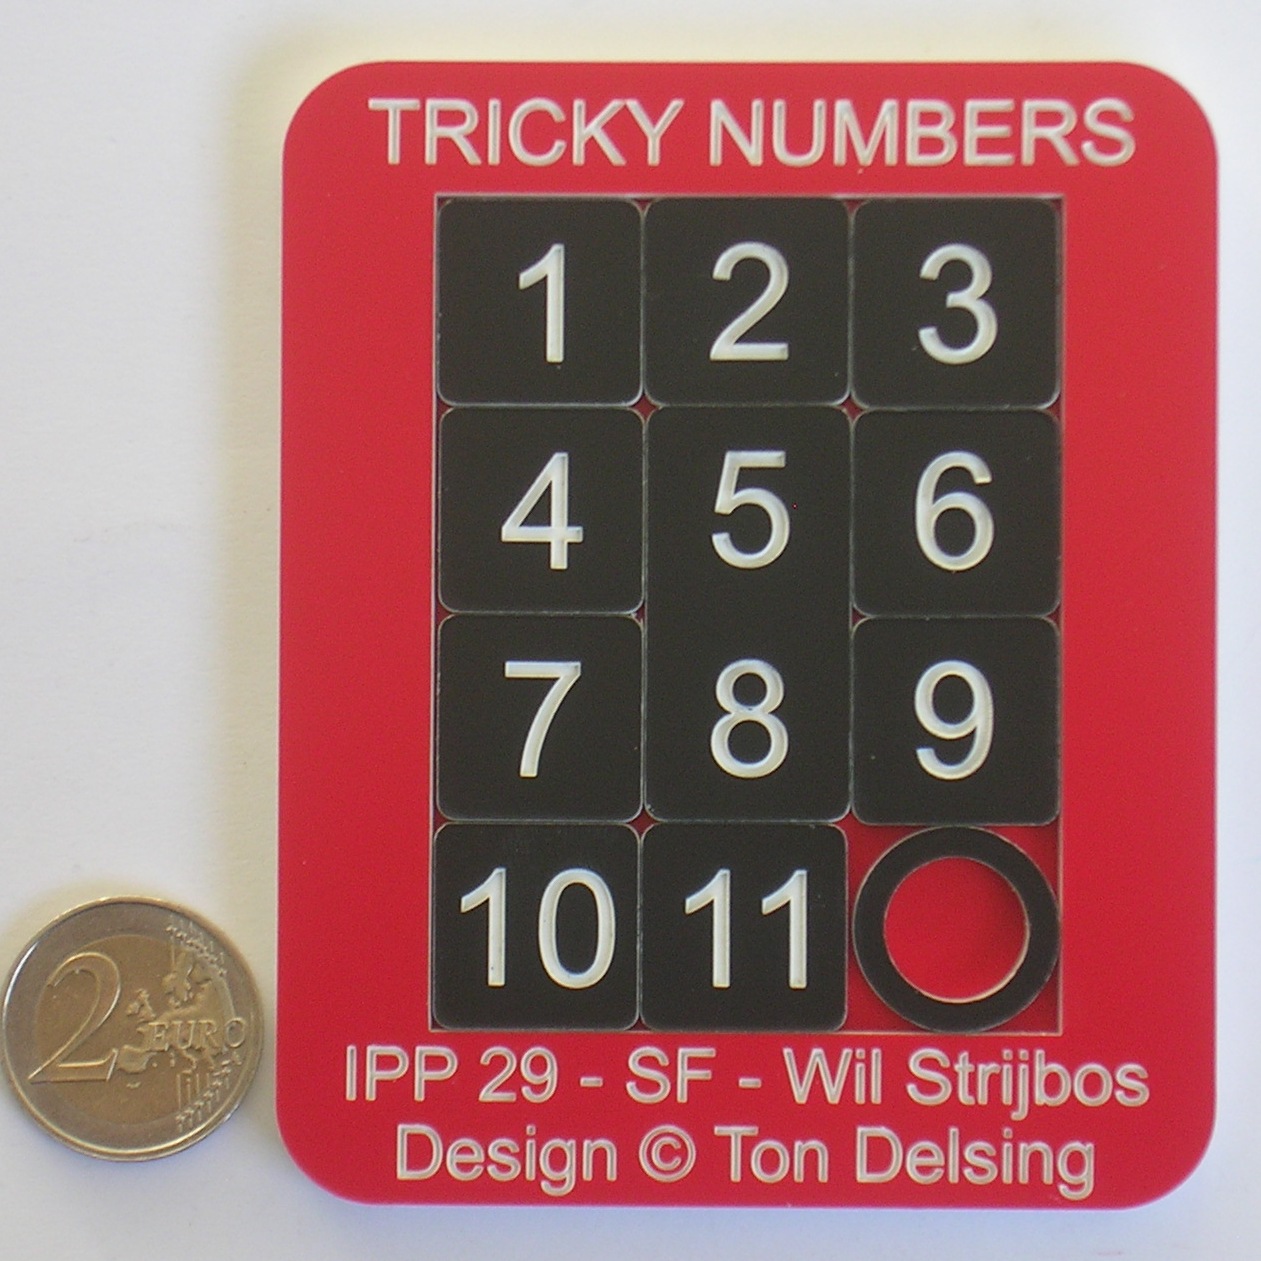 TRICKY NUMBERS
1 2 3
4 5 6
7 8 9
10 11
IPP 29 - SF - Wil Strijbos
Design © Ton Delsing
2 EURO